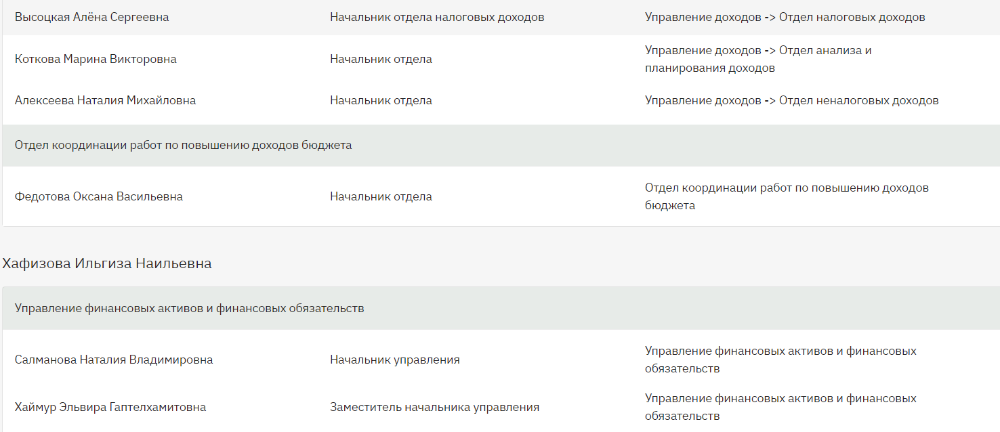 Высоцкая Алёна Сергеевна Начальник отдела налоговых доходов Управление доходов -> Отдел налоговых доходов
Коткова Марина Викторовна Начальник отдела Управление доходов -> Отдел анализа и
планирования доходов
Алексеева Наталия Михайловна Начальник отдела Управление доходов -> Отдел неналоговых доходов
Отдел координации работ по повышению доходов бюджета
Федотова Оксана Васильевна Начальник отдела Отдел координации работ по повышению доходов
бюджета
Хафизова Ильгиза Наильевна
Управление финансовых активов и финансовых обязательств
Салманова Наталия Владимировна Начальник управления Управление финансовых активов и финансовых
обязательств
Хаймур Эльвира Гаптелхамитовна Заместитель начальника управления Управление финансовых активов и финансовых
обязательств